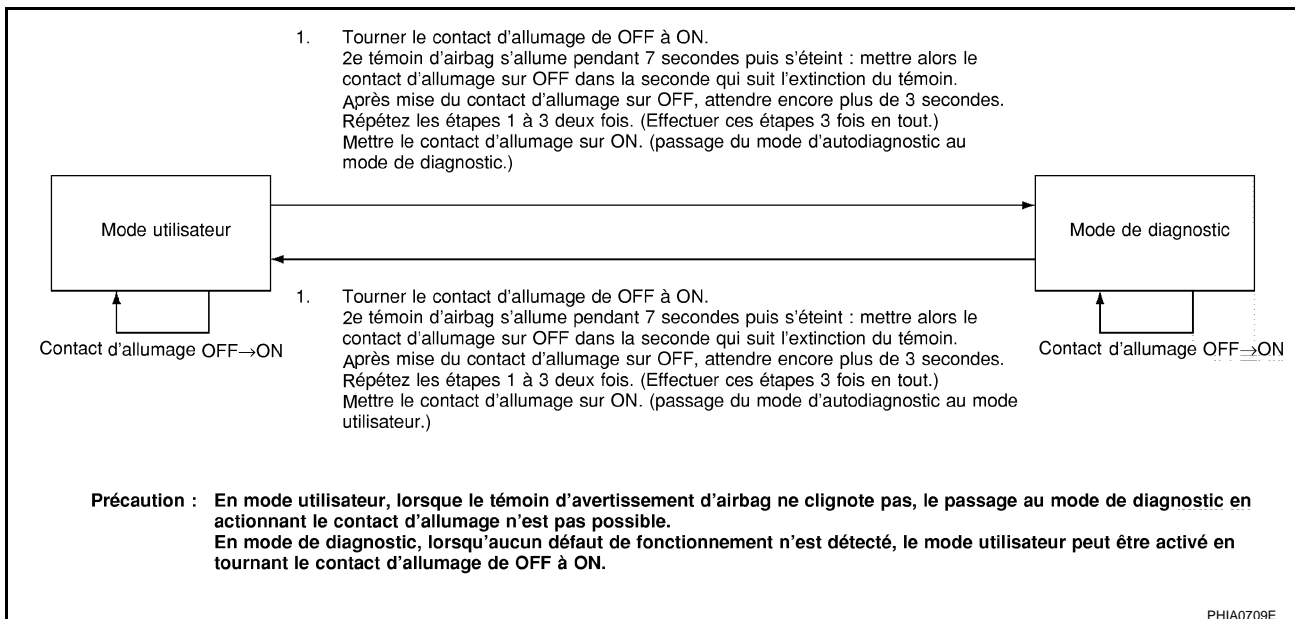 1. Tourner le contact d'allumage de OFF à ON.
2e témoin d'airbag s'allume pendant 7 secondes puis s'éteint : mettre alors le
contact d'allumage sur OFF dans la seconde qui suit l'extinction du témoin.
Après mise du contact d'allumage sur OFF, attendre encore plus de 3 secondes.
Répétez les étapes 1 à 3 deux fois. (Effectuer ces étapes 3 fois en tout.)
Mettre le contact d'allumage sur ON. (passage du mode d'autodiagnostic au
mode de diagnostic.)
Mode utilisateur
Mode de diagnostic
Contact d'allumage OFF→ON
1. Tourner le contact d'allumage de OFF à ON.
2e témoin d'airbag s'allume pendant 7 secondes puis s'éteint : mettre alors le
contact d'allumage sur OFF dans la seconde qui suit l'extinction du témoin.
Après mise du contact d'allumage sur OFF, attendre encore plus de 3 secondes.
Répétez les étapes 1 à 3 deux fois. (Effectuer ces étapes 3 fois en tout.)
Mettre le contact d'allumage sur ON. (passage du mode d'autodiagnostic au mode
utilisateur.)
Contact d'allumage OFF→ON
Précaution : En mode utilisateur, lorsque le témoin d'avertissement d'airbag ne clignote pas, le passage au mode de diagnostic en
actionnant le contact d'allumage n'est pas possible.
En mode de diagnostic, lorsqu'aucun défaut de fonctionnement n'est détecté, le mode utilisateur peut être activé en
tournant le contact d'allumage de OFF à ON.
PHIA0709E